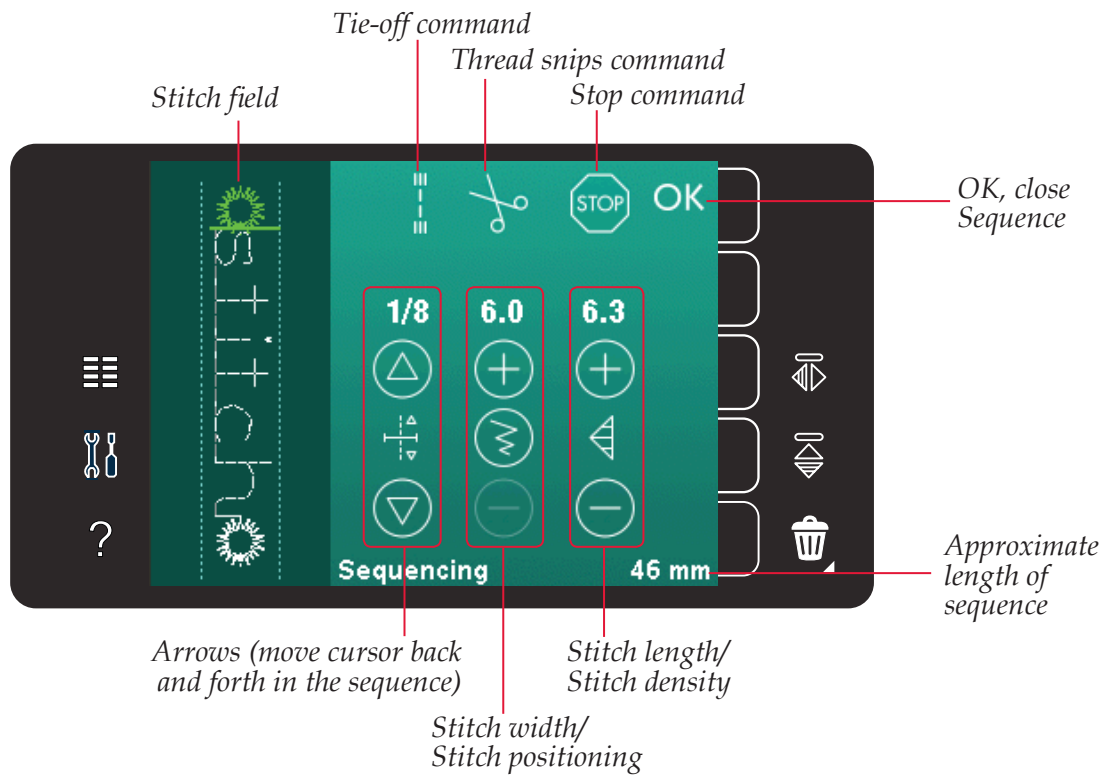 Tie-off command
Thread snips command
Stitch field
Stop command
STOP
OK
OK, close
Sequence
stitch
1/8
6.0
6.3
?
Sequencing
46 mm
Approximate
length of
sequence
Arrows (move cursor back
and forth in the sequence)
Stitch length/
Stitch density
Stitch width/
Stitch positioning